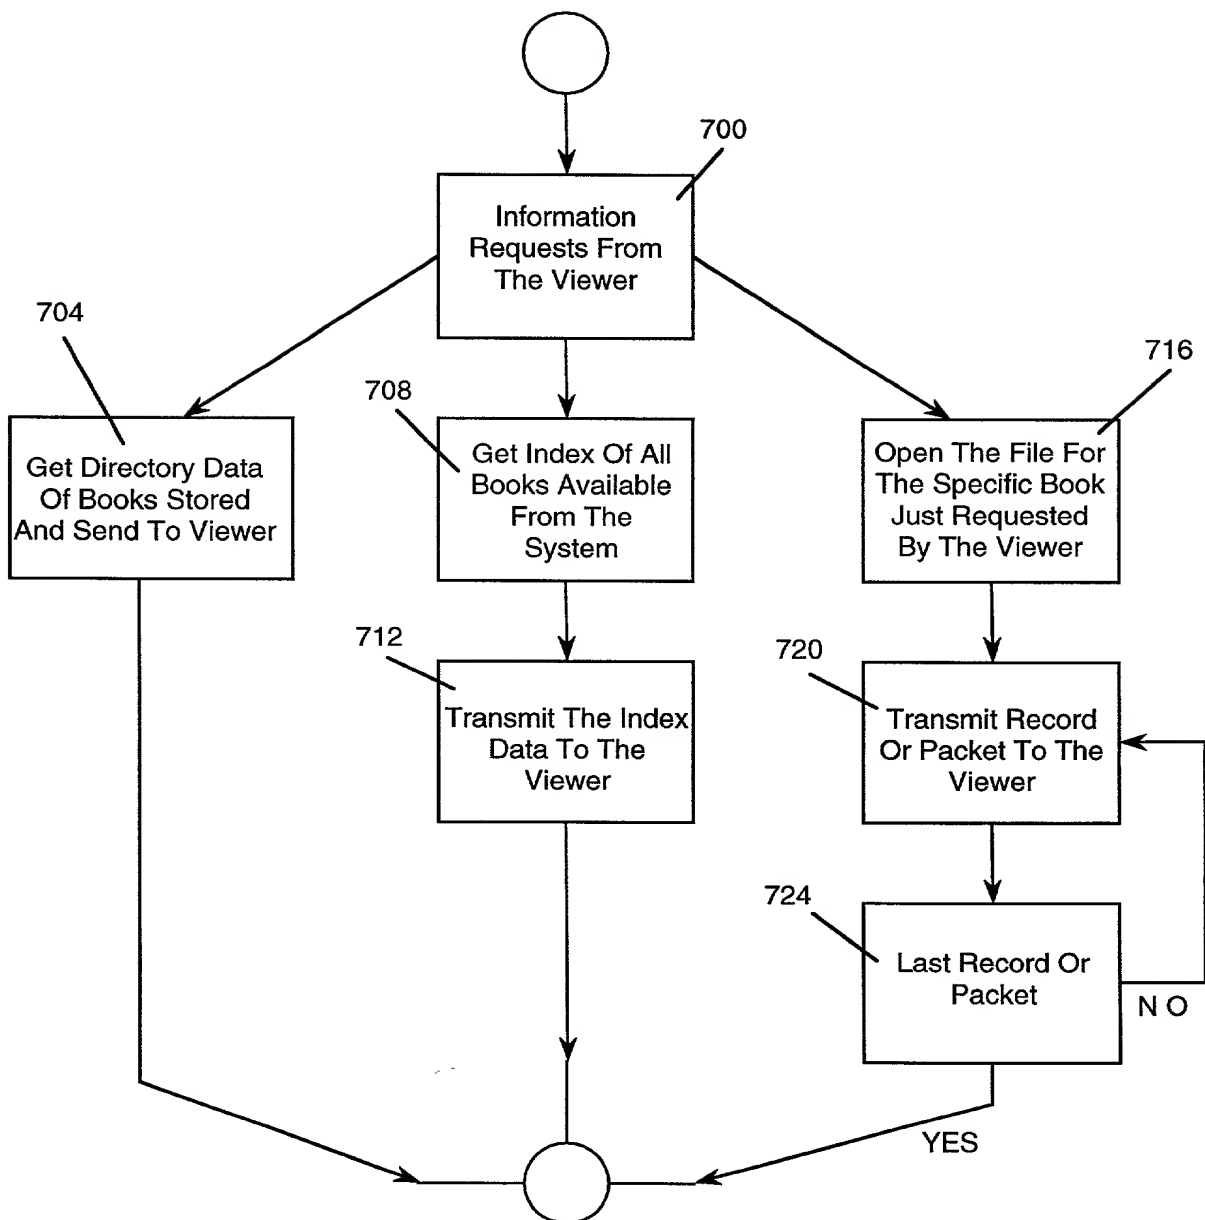 700
Information
Requests From
The Viewer
704
Get Directory Data
Of Books Stored
And Send To Viewer
708
Get Index Of All
Books Available
From The
System
716
Open The File For
The Specific Book
Just Requested
By The Viewer
712
Transmit The Index
Data To The
Viewer
720
Transmit Record
Or Packet To The
Viewer
724
Last Record Or
Packet
N O
YES